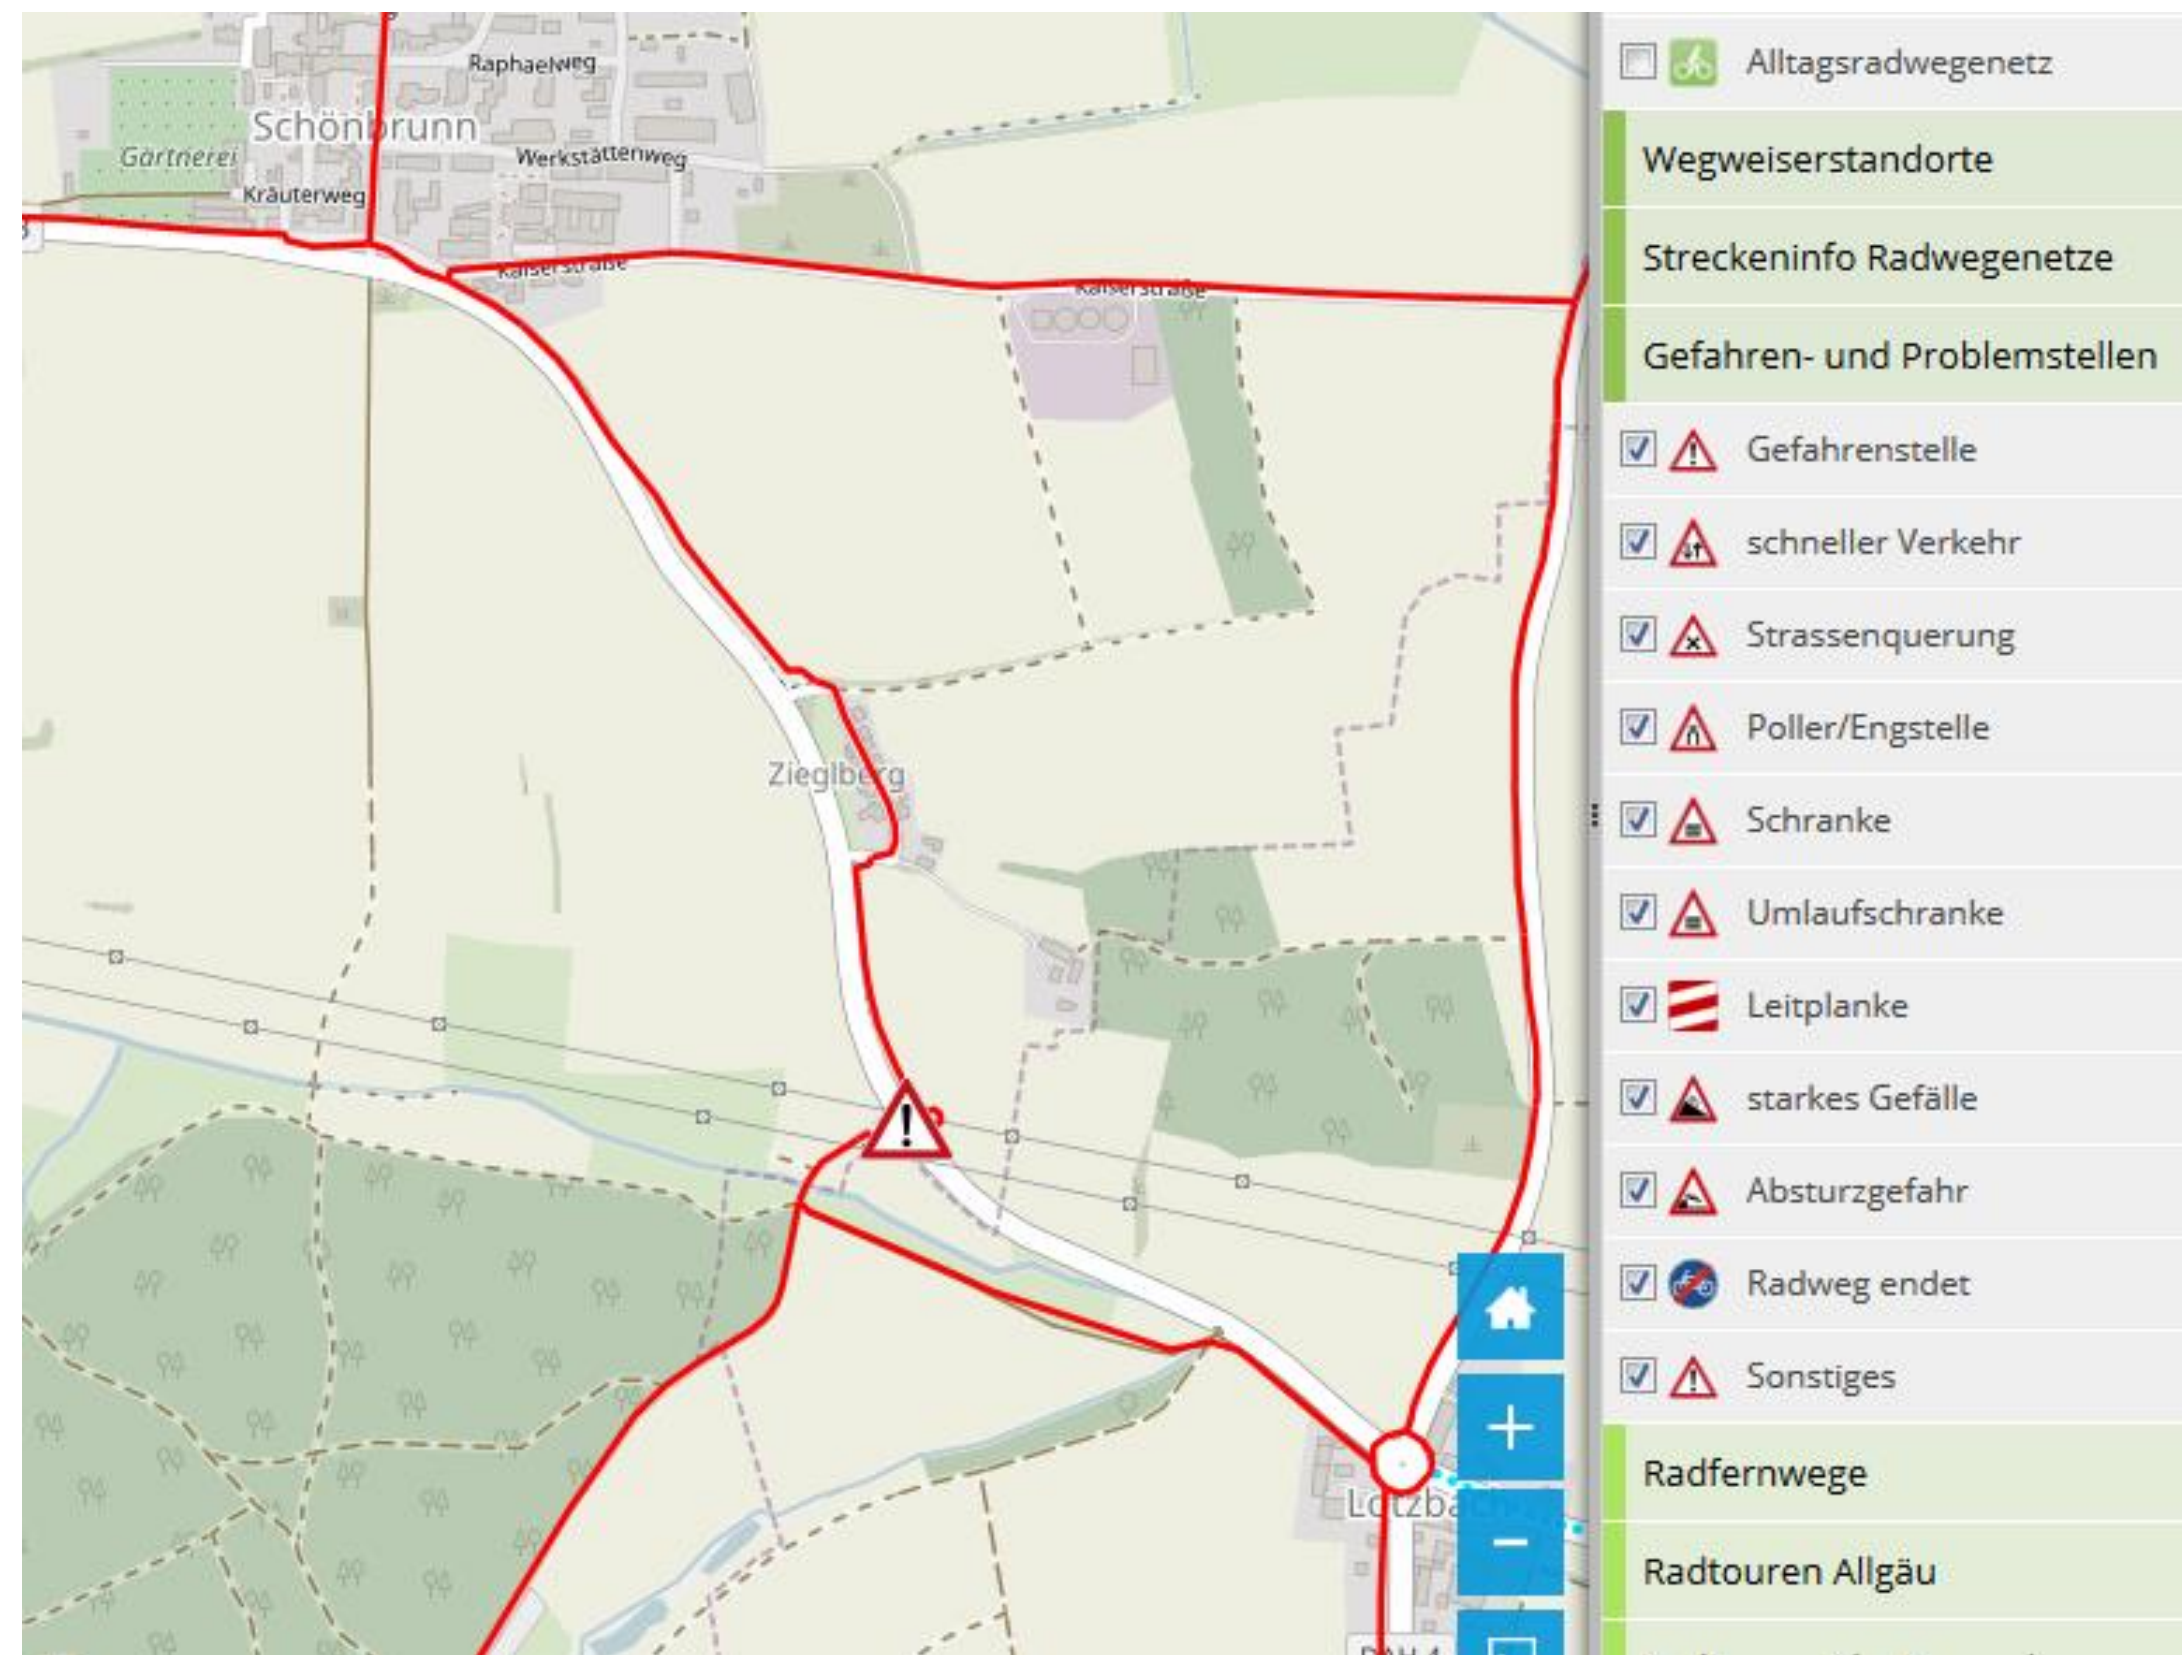 Raphaelweg
Schönbrunn
Gärtnerei
Werkstättenweg
Kräuterweg
Kaiserstraße
Kaiserstraße
Zieglberg
Lotzbach
Alltagsradwegenetz
Wegweiserstandorte
Streckeninfo Radwegenetze
Gefahren- und Problemstellen
Gefahrenstelle
schneller Verkehr
Strassenquerung
Poller/Engstelle
Schranke
Umlaufschranke
Leitplanke
starkes Gefälle
Absturzgefahr
Radweg endet
Sonstiges
Radfernwege
Radtouren Allgäu